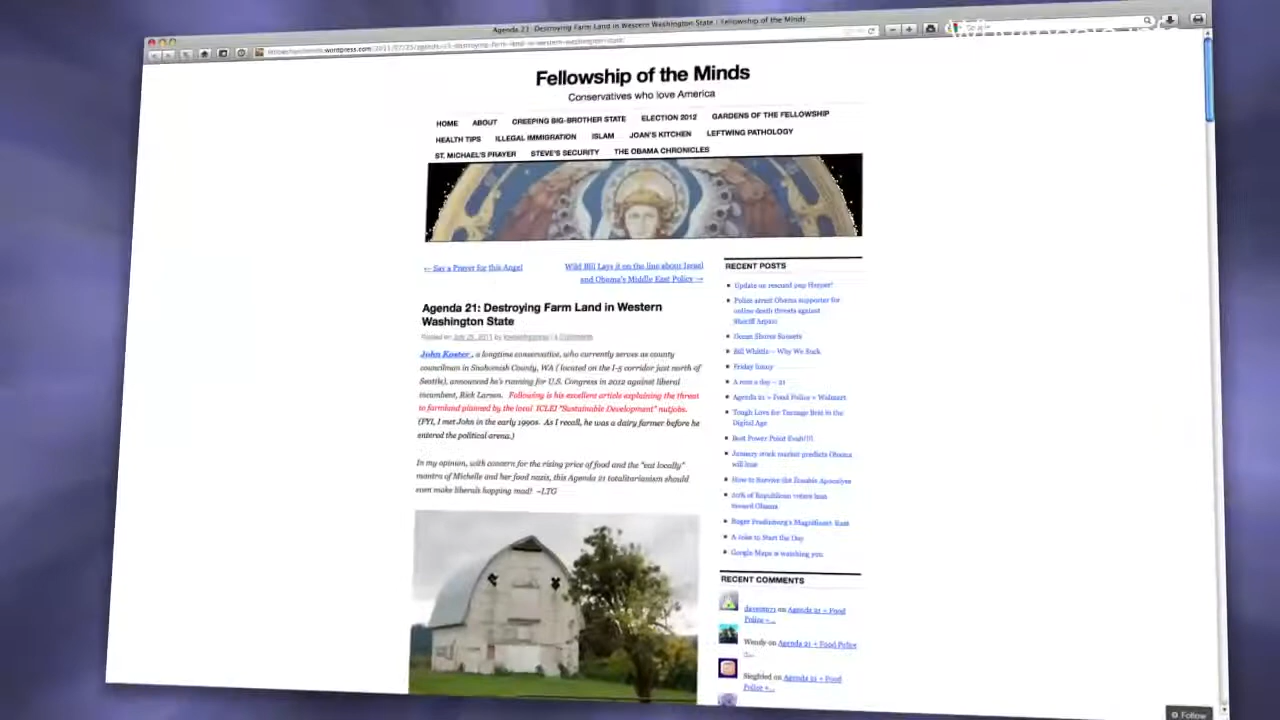 Agenda 21: Destroying Farm Land in Western Washington State | Fellowship of the Minds
Fellowship of the Minds
Conservatives who love America
HOME ABOUT CREEPING BIG-BROTHER STATE ELECTION 2012 GARDENS OF THE FELLOWSHIP
HEALTH TIPS ILLEGAL IMMIGRATION ISLAM JOAN'S KITCHEN LEFTWING PATHOLOGY
ST. MICHAEL'S PRAYER STEVE'S SECURITY THE OBAMA CHRONICLES
← Say a Prayer for this Angel
Wild Bill Lays it on the line about Israel
and Obama's Middle East Policy →
Agenda 21: Destroying Farm Land in Western
Washington State
Posted on July 25, 2011 by
John Koster , a longtime conservative, who currently serves as county
councilman in Snohomish County, WA ( located on the I-5 corridor just north of
Seattle), announced he's running for U.S. Congress in 2012 against liberal
incumbent, Rick Larsen. Following is his excellent article explaining the threat
to farmland planned by the local ICLEI "Sustainable Development" nutjobs.
(FYI, I met John in the early 1990s. As I recall, he was a dairy farmer before he
entered the political arena.)
In my opinion, with concern for the rising price of food and the "eat locally"
mantra of Michelle and her food nazis, this Agenda 21 totalitarianism should
even make liberals hopping mad! ~LTG
RECENT POSTS
Update on rescued pup Harper!
Police arrest Obama supporter for
online death threats against
Sheriff Arpaio
Ocean Shores Sunsets
Bill Whittle – Why We Suck
Friday funny
A rose a day – 21
Agenda 21 + Food Police = Walmart
Tough Love for Teenage Brat in the
Digital Age
Best Power Point Evah!!!
January stock market predicts Obama
will lose
How to Survive the Zombie Apocalypse
20% of Republican voters lean
toward Obama
Roger Fredinburg's Magnificent Rant
A Joke to Start the Day
Google Maps is watching you
RECENT COMMENTS
on Agenda 21 + Food
Police =...
Wendy on Agenda 21 + Food Police
=...
Siegfried on Agenda 21 + Food
Police =...
Follow